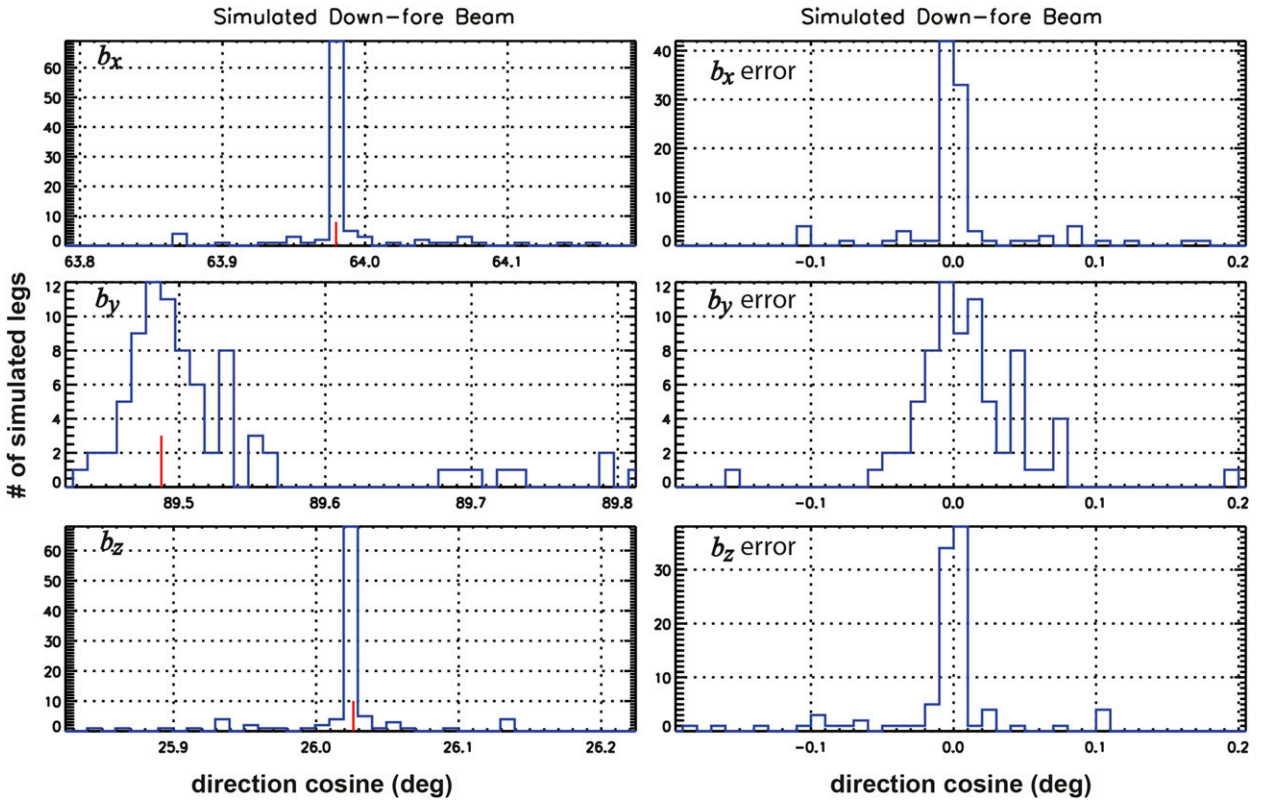 Simulated Down-fore Beam
Simulated Down-fore Beam
# of simulated legs
bx
60
50
40
30
20
10
0
63.8 63.9 64.0 64.1
bx error
40
30
20
10
0
-0.1 0.0 0.1 0.2
by
12
10
8
6
4
2
0
89.5 89.6 89.7 89.8
by error
12
10
8
6
4
2
0
-0.1 0.0 0.1 0.2
bz
60
50
40
30
20
10
0
25.9 26.0 26.1 26.2
bz error
30
20
10
0
-0.1 0.0 0.1 0.2
direction cosine (deg)
direction cosine (deg)